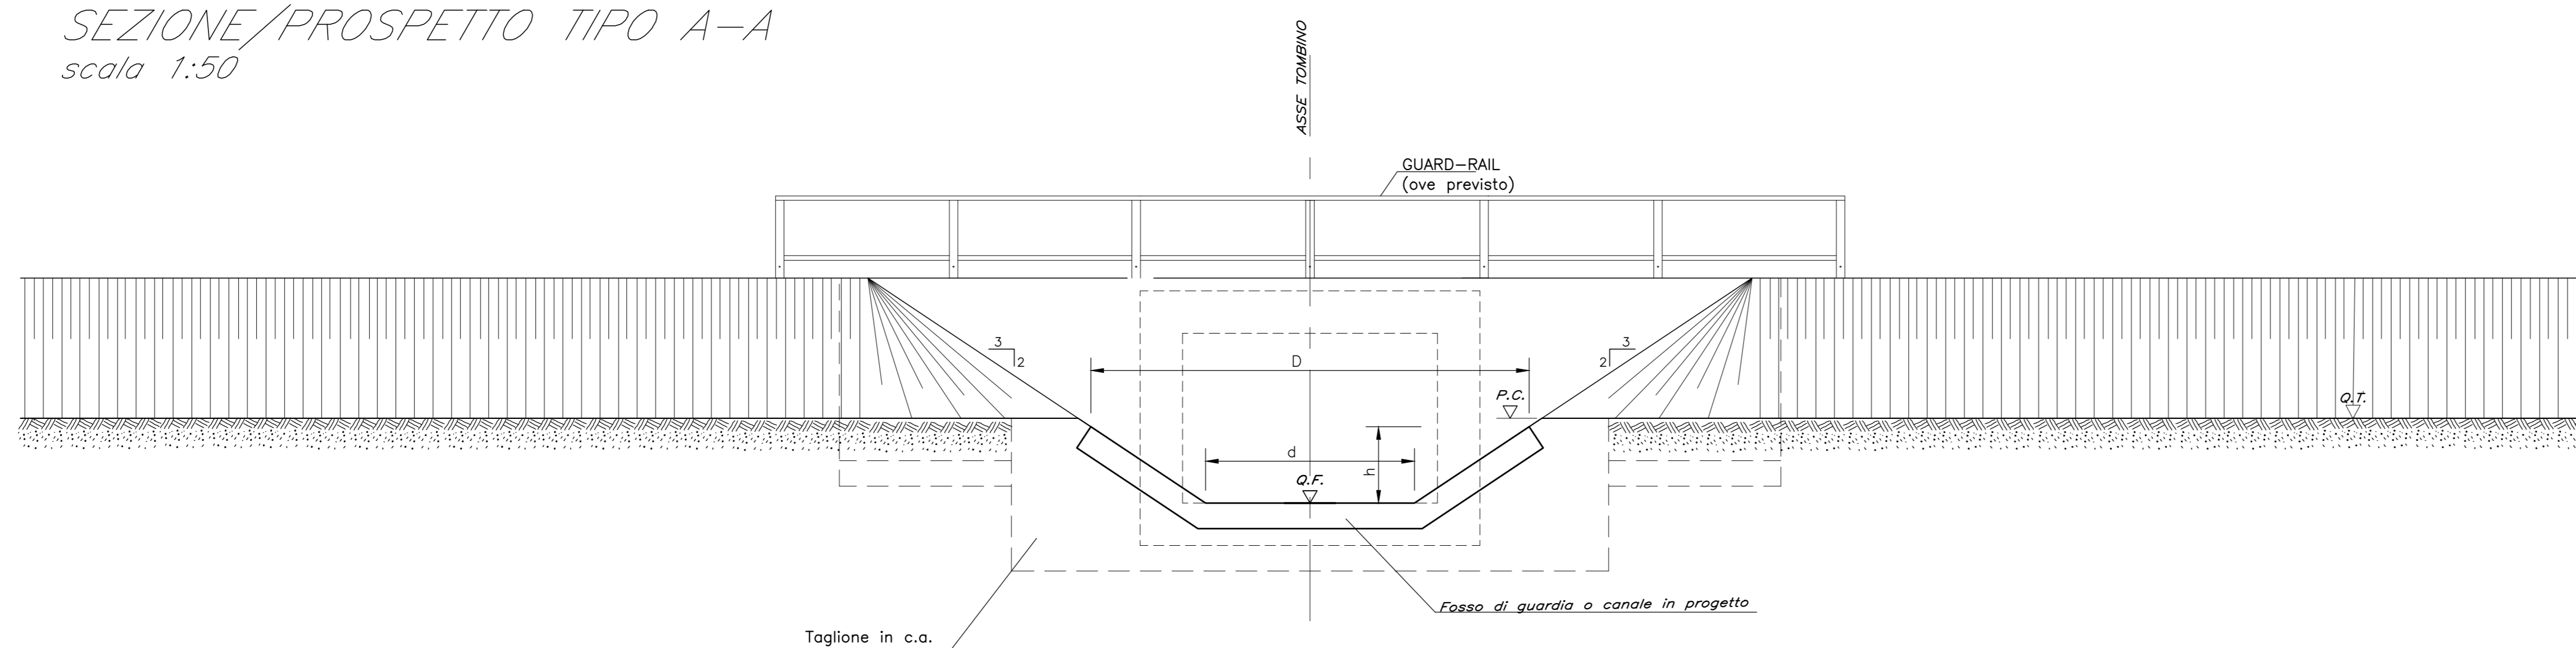 SEZIONE/PROSPETTO TIPO A-A
scala 1:50
ASSE TOMBINO
GUARD-RAIL
(ove previsto)
3
2
D
3
2
P.C.
Q.T.
d
h
Q.F.
Fosso di guardia o canale in progetto
Taglione in c.a.